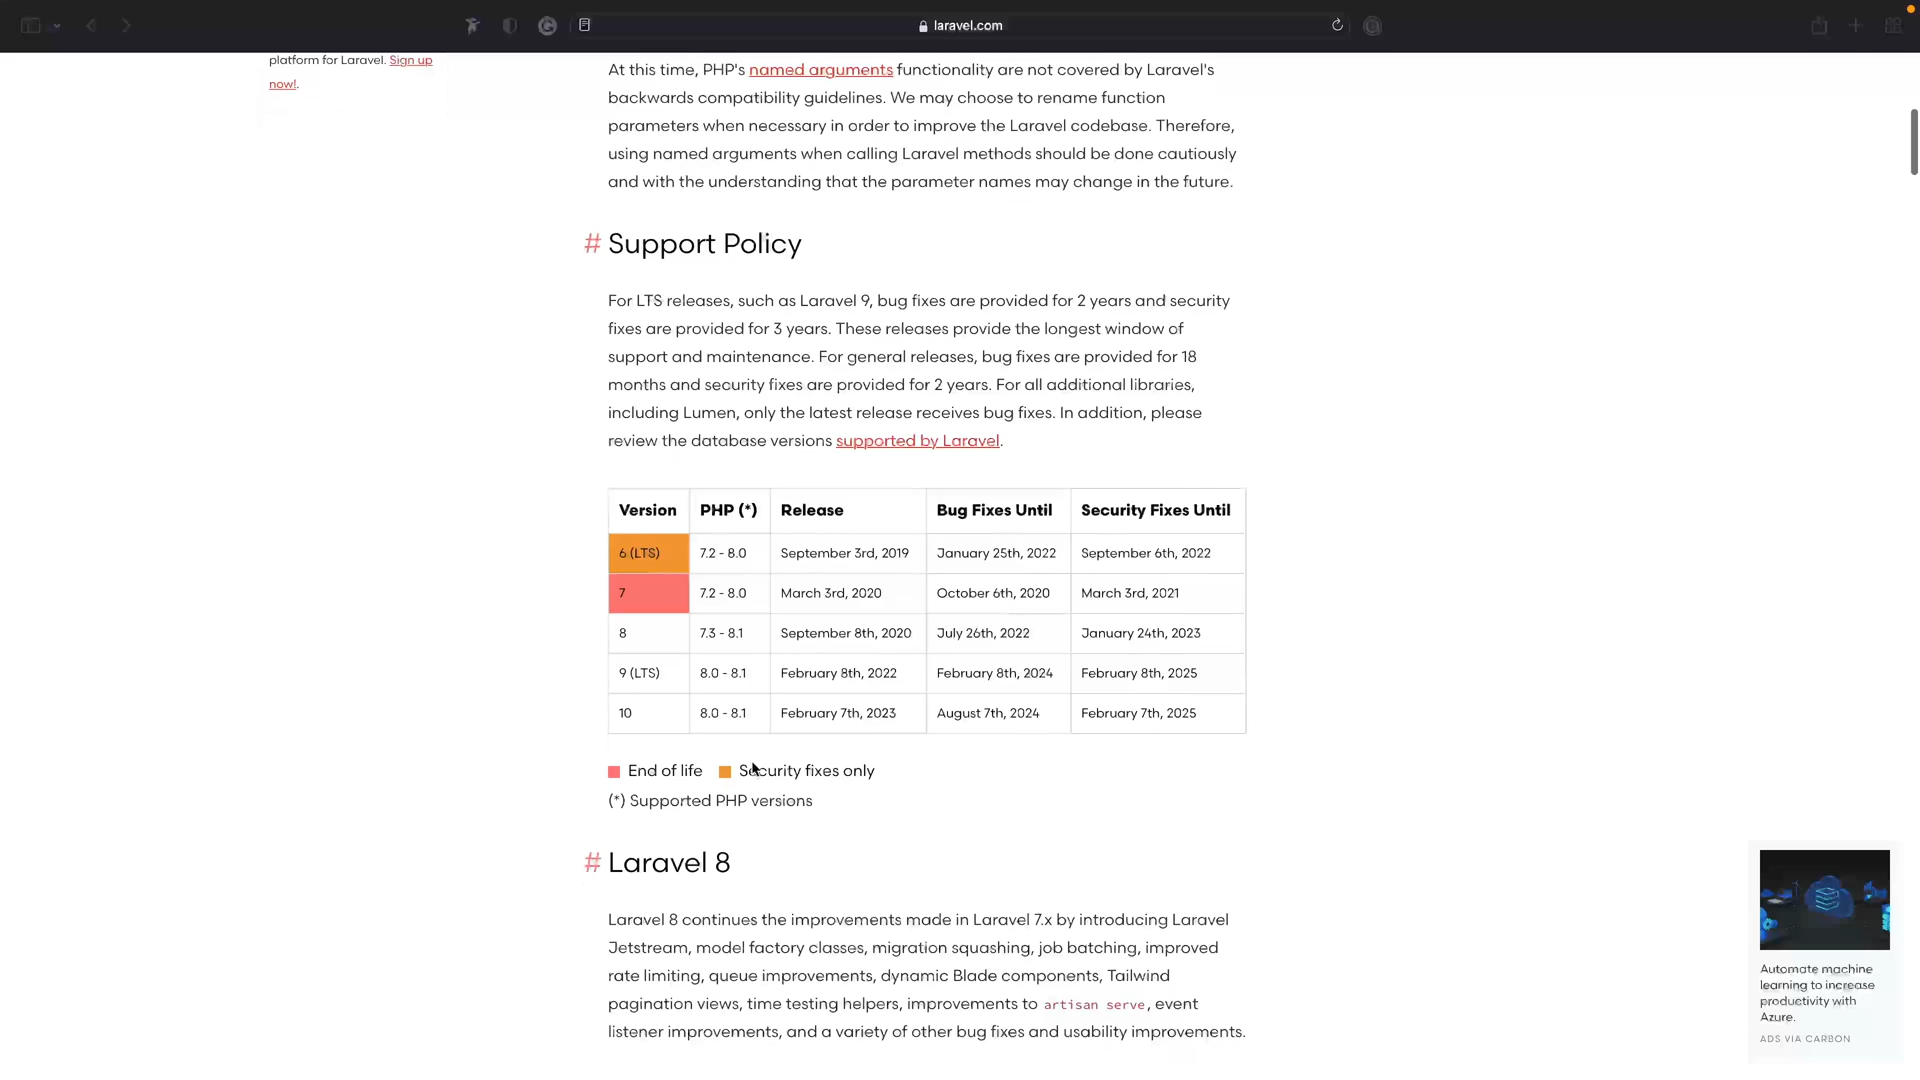 laravel.com
platform for Laravel. Sign up
now!.
At this time, PHP's named arguments functionality are not covered by Laravel's
backwards compatibility guidelines. We may choose to rename function
parameters when necessary in order to improve the Laravel codebase. Therefore,
using named arguments when calling Laravel methods should be done cautiously
and with the understanding that the parameter names may change in the future.
# Support Policy
For LTS releases, such as Laravel 9, bug fixes are provided for 2 years and security
fixes are provided for 3 years. These releases provide the longest window of
support and maintenance. For general releases, bug fixes are provided for 18
months and security fixes are provided for 2 years. For all additional libraries,
including Lumen, only the latest release receives bug fixes. In addition, please
review the database versions supported by Laravel.
Version PHP (*) Release Bug Fixes Until Security Fixes Until
6 (LTS) 7.2 - 8.0 September 3rd, 2019 January 25th, 2022 September 6th, 2022
7 7.2 - 8.0 March 3rd, 2020 October 6th, 2020 March 3rd, 2021
8 7.3 - 8.1 September 8th, 2020 July 26th, 2022 January 24th, 2023
9 (LTS) 8.0 - 8.1 February 8th, 2022 February 8th, 2024 February 8th, 2025
10 8.0 - 8.1 February 7th, 2023 August 7th, 2024 February 7th, 2025
End of life Security fixes only
(*) Supported PHP versions
# Laravel 8
Laravel 8 continues the improvements made in Laravel 7.x by introducing Laravel
Jetstream, model factory classes, migration squashing, job batching, improved
rate limiting, queue improvements, dynamic Blade components, Tailwind
pagination views, time testing helpers, improvements to artisan serve, event
listener improvements, and a variety of other bug fixes and usability improvements.
Automate machine
learning to increase
productivity with
Azure.
ADS VIA CARBON